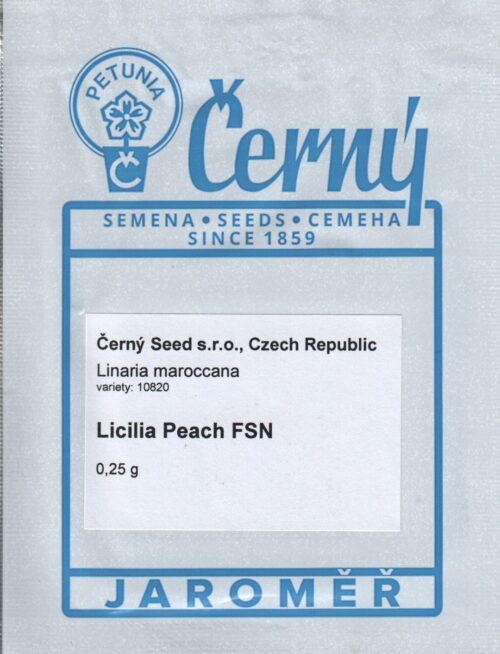 PETUNIA
Č
Černý
SEMENA • SEEDS • СЕМЕНА
SINCE 1859
Černý Seed s.r.o., Czech Republic
Linaria maroccana
variety: 10820
Licilia Peach FSN
0,25 g
JAROMĚŘ